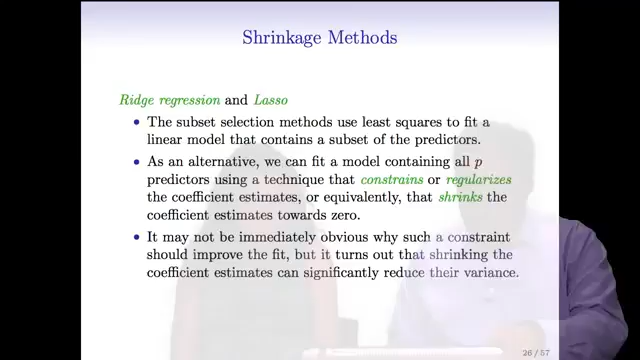 Shrinkage Methods
Ridge regression and Lasso
• The subset selection methods use least squares to fit a
linear model that contains a subset of the predictors.
• As an alternative, we can fit a model containing all p
predictors using a technique that constrains or regularizes
the coefficient estimates, or equivalently, that shrinks the
coefficient estimates towards zero.
• It may not be immediately obvious why such a constraint
should improve the fit, but it turns out that shrinking the
coefficient estimates can significantly reduce their variance.
26 / 57